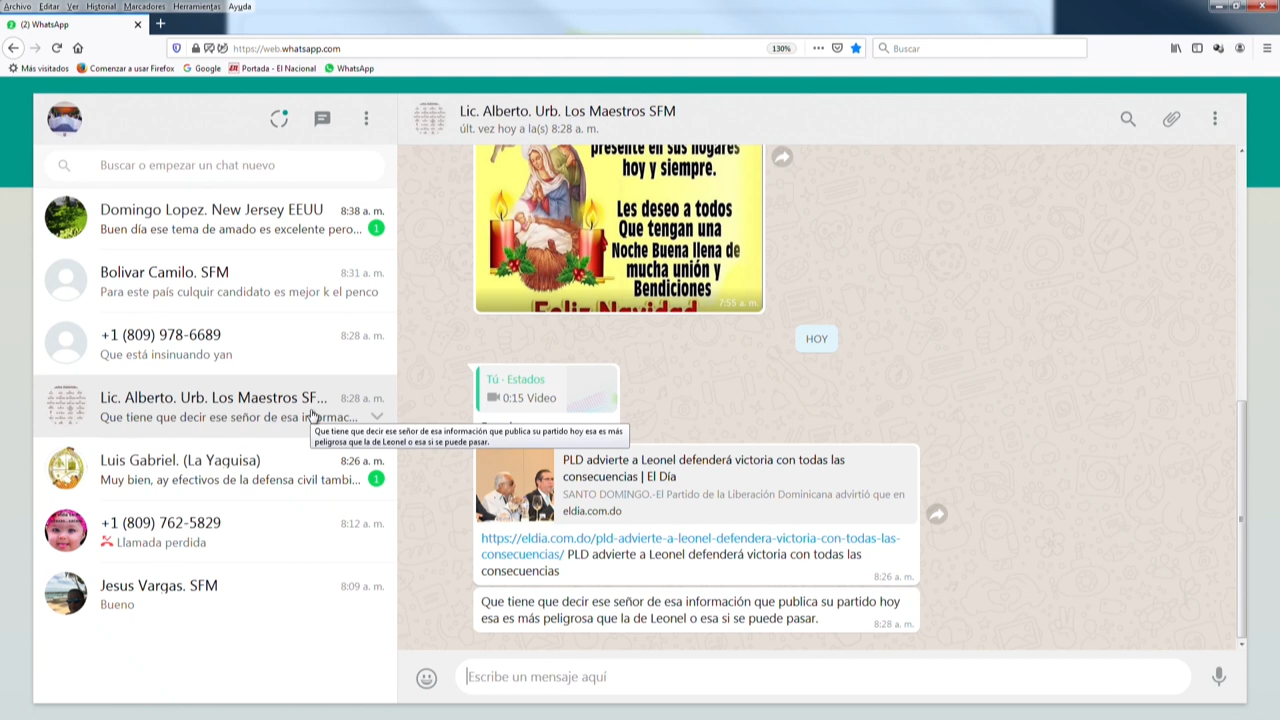 Archivo Editar Ver Historial Marcadores Herramientas Ayuda
(2) WhatsApp
https://web.whatsapp.com
130%
Buscar
Más visitados Comenzar a usar Firefox Google Portada - El Nacional WhatsApp
Buscar o empezar un chat nuevo
Domingo Lopez. New Jersey EEUU 8:38 a. m.
Buen día ese tema de amado es excelente pero... 1
Bolivar Camilo. SFM 8:31 a. m.
Para este país culquir candidato es mejor k el penco
+1 (809) 978-6689 8:28 a. m.
Que está insinuando yan
Lic. Alberto. Urb. Los Maestros SF... 8:28 a. m.
Que tiene que decir ese señor de esa informac...
Que tiene que decir ese señor de esa información que publica su partido hoy esa es más
peligrosa que la de Leonel o esa si se puede pasar.
Luis Gabriel. (La Yaguisa) 8:26 a. m.
Muy bien, ay efectivos de la defensa civil tambi... 1
+1 (809) 762-5829 8:12 a. m.
Llamada perdida
Jesus Vargas. SFM 8:09 a. m.
Bueno
Lic. Alberto. Urb. Los Maestros SFM
últ. vez hoy a la(s) 8:28 a. m.
presente en sus hogares
hoy y siempre.
Les deseo a todos
Que tengan una
Noche Buena llena de
mucha unión y
Bendiciones
Feliz Navidad
7:55 a. m.
HOY
Tú · Estados
0:15 Video
PLD advierte a Leonel defenderá victoria con todas las
consecuencias | El Día
SANTO DOMINGO.-El Partido de la Liberación Dominicana advirtió que en
eldia.com.do
https://eldia.com.do/pld-advierte-a-leonel-defendera-victoria-con-todas-las-
consecuencias/ PLD advierte a Leonel defenderá victoria con todas las
consecuencias
8:26 a. m.
Que tiene que decir ese señor de esa información que publica su partido hoy
esa es más peligrosa que la de Leonel o esa si se puede pasar.
8:28 a. m.
Escribe un mensaje aquí